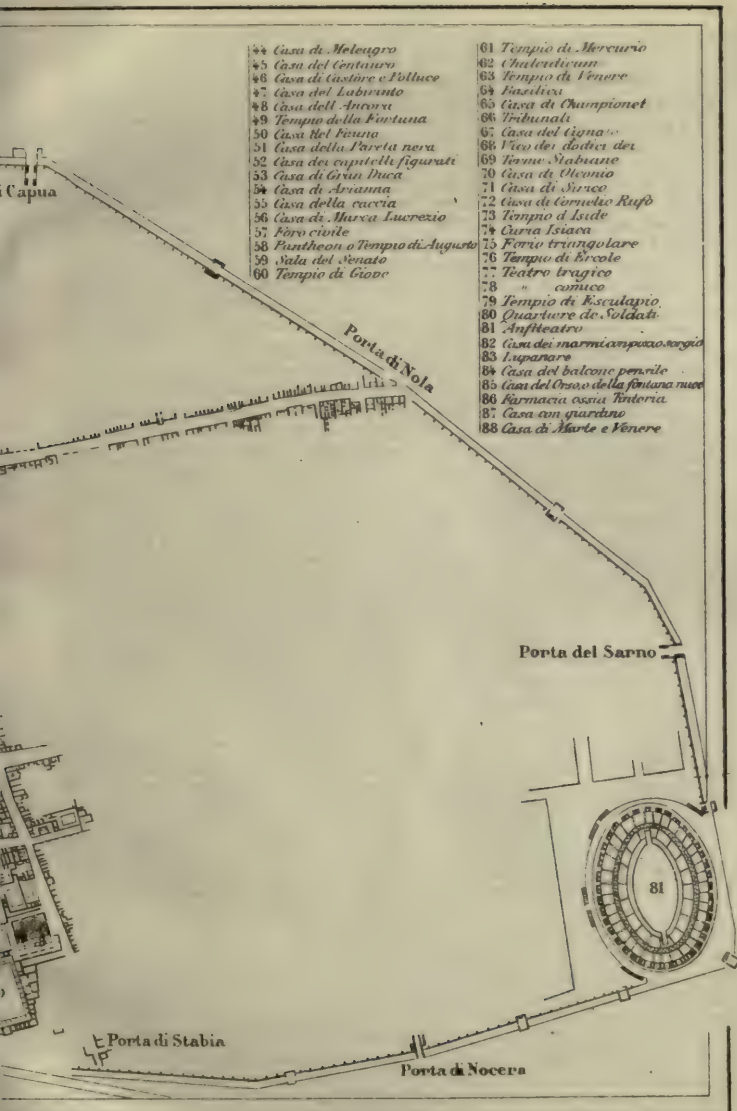 44 Casa di Meleagro
45 Casa del Centauro
46 Casa di Castore e Polluce
47 Casa del Labirinto
48 Casa dell Ancora
49 Tempio della Fortuna
50 Casa del Fauno
51 Casa della Pareta nera
52 Casa dei capitelli figurati
53 Casa di Gran Duca
54 Casa di Arianna
55 Casa della caccia
56 Casa di Marca Lucrezio
57 Foro civile
58 Pantheon o Tempio di Augusto
59 Sala del Senato
60 Tempio di Giove
61 Tempio di Mercurio
62 Chalcidicum
63 Tempio di Venere
64 Basilica
65 Casa di Championet
66 Tribunali
67 Casa del
68 Vico dei dodici dei
69 Terme Stabiane
70 Casa di Olconio
71 Casa di Sirico
72 Casa di Cornelio Rufo
73 Tempio d Iside
74 Curia Isiaca
75 Forio triangolare
76 Tempio di Ercole
77 Teatro tragico
78 " comico
79 Tempio di Esculapio
80 Quartiere de Soldati
81 Anfiteatro
82 Casa dei marmi
83 Lupanare
84 Casa del balcone pensile
85 Casa del Orso, e della fontana
86 Farmacia ossia Tinteria
87 Casa con giardino
88 Casa di Marte e Venere
i Capua
Porta di Nola
Porta del Sarno
81
Porta di Stabia
Porta di Nocera